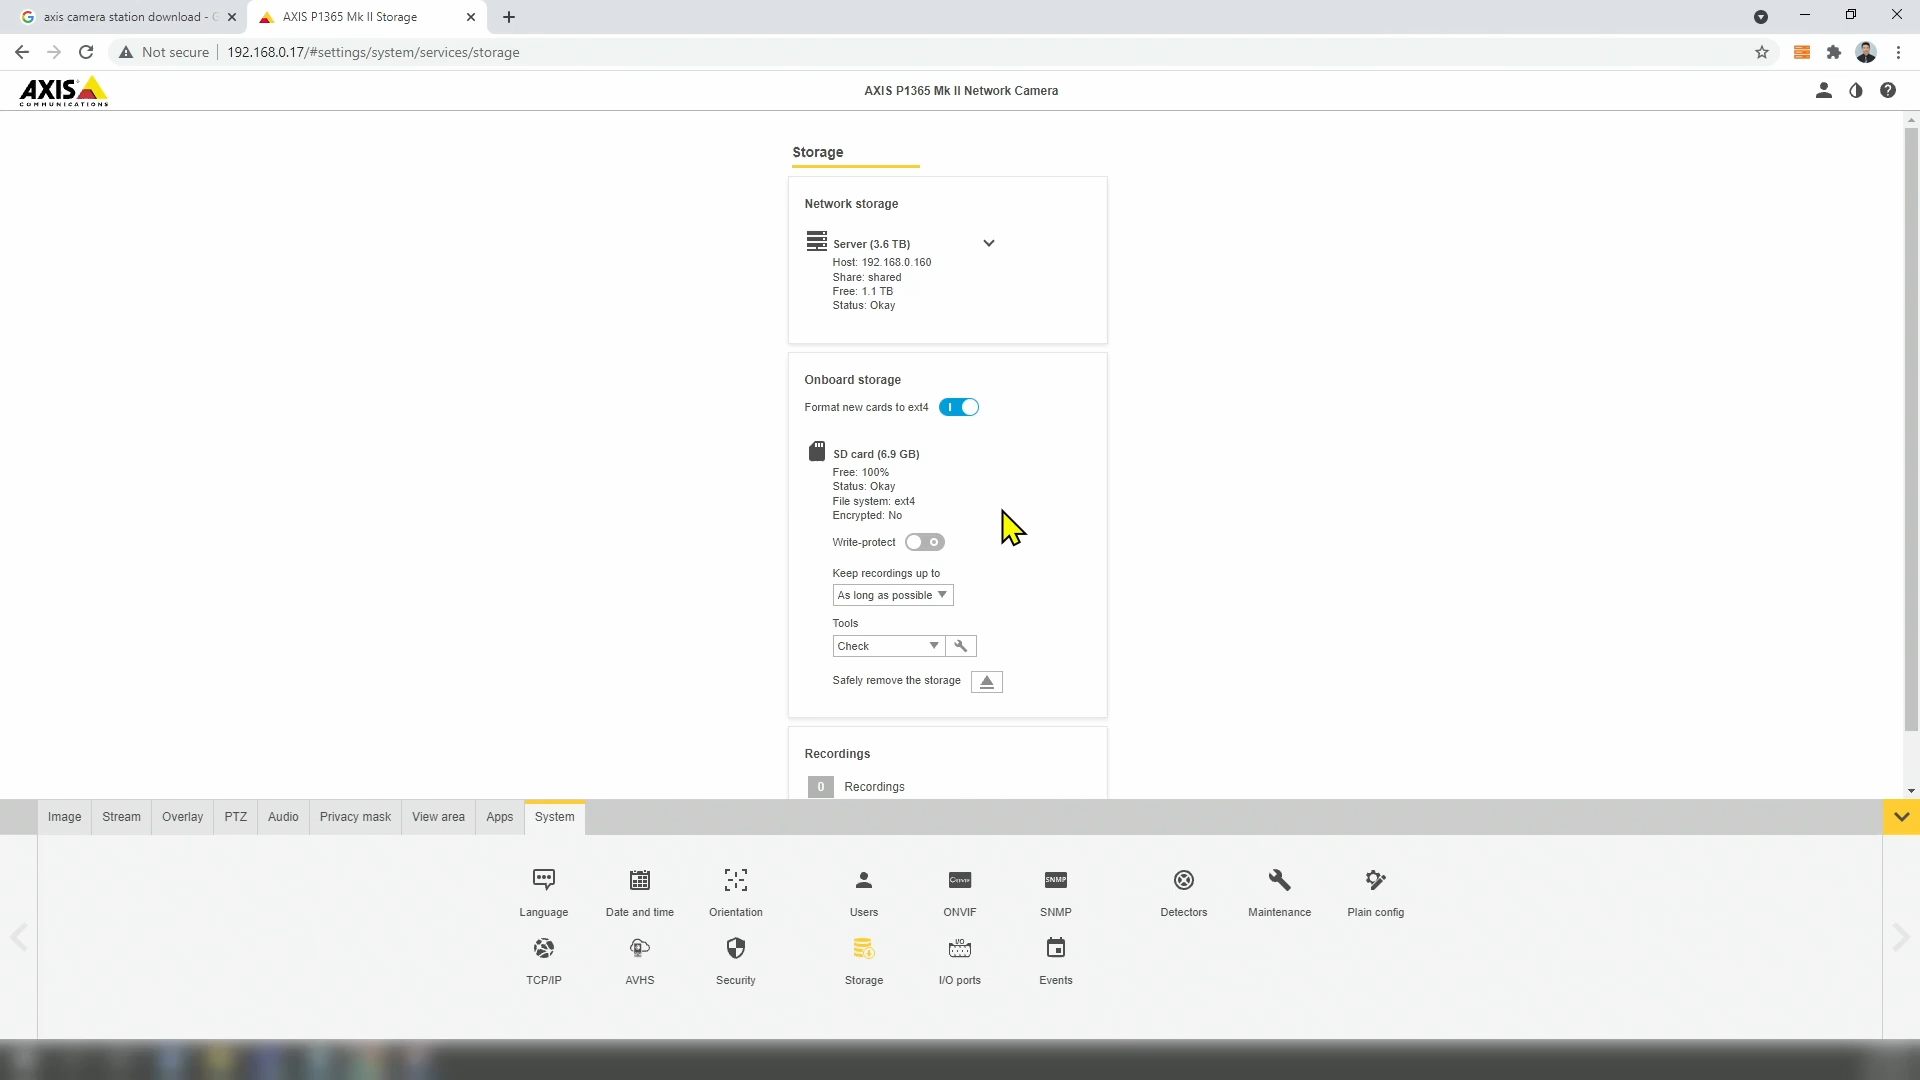 axis camera station download - G
AXIS P1365 Mk II Storage
Not secure
192.168.0.17/#settings/system/services/storage
AXIS
COMMUNICATIONS
AXIS P1365 Mk II Network Camera
Storage
Network storage
Server (3.6 TB)
Host: 192.168.0.160
Share: shared
Free: 1.1 TB
Status: Okay
Onboard storage
Format new cards to ext4
SD card (6.9 GB)
Free: 100%
Status: Okay
File system: ext4
Encrypted: No
Write-protect
Keep recordings up to
As long as possible
Tools
Check
Safely remove the storage
Recordings
0 Recordings
Image Stream Overlay PTZ Audio Privacy mask View area Apps System
Language Date and time Orientation Users ONVIF SNMP Detectors Maintenance Plain config
TCP/IP AVHS Security Storage I/O ports Events